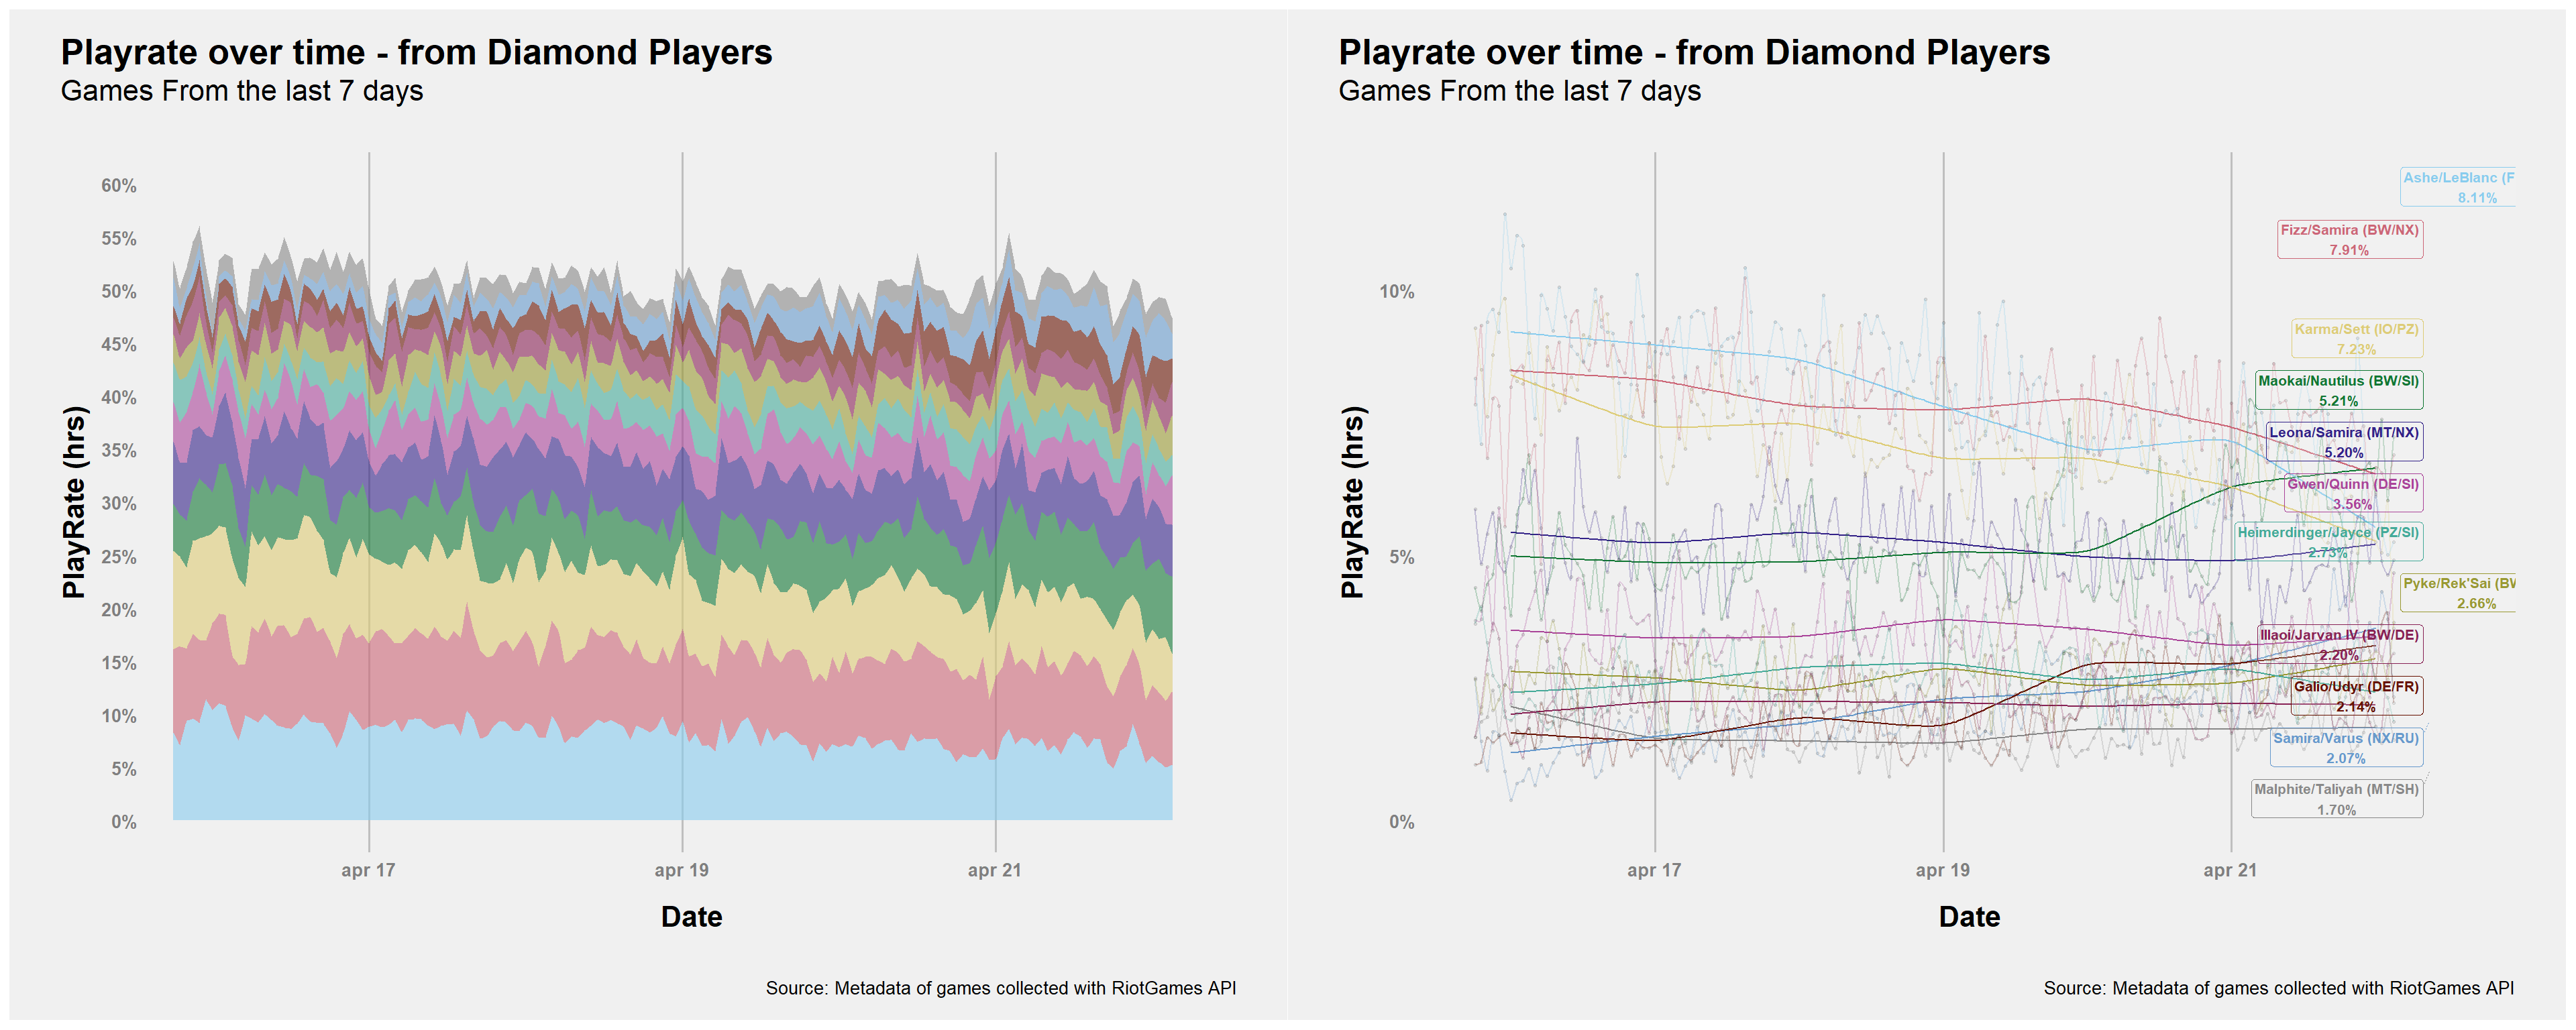 Playrate over time - from Diamond Players
Games From the last 7 days
60%
55%
50%
45%
40%
35%
30%
25%
20%
15%
10%
5%
0%
PlayRate (hrs)
apr 17
apr 19
apr 21
Date
Source: Metadata of games collected with RiotGames API
Playrate over time - from Diamond Players
Games From the last 7 days
10%
5%
0%
PlayRate (hrs)
Ashe/LeBlanc (F
8.11%
Fizz/Samira (BW/NX)
7.91%
Karma/Sett (IO/PZ)
7.23%
Maokai/Nautilus (BW/SI)
5.21%
Leona/Samira (MT/NX)
5.20%
Gwen/Quinn (DE/SI)
3.56%
Heimerdinger/Jayce (PZ/SI)
2.73%
Pyke/Rek'Sai (BW
2.66%
Illaoi/Jarvan IV (BW/DE)
2.20%
Galio/Udyr (DE/FR)
2.14%
Samira/Varus (NX/RU)
2.07%
Malphite/Taliyah (MT/SH)
1.70%
apr 17
apr 19
apr 21
Date
Source: Metadata of games collected with RiotGames API